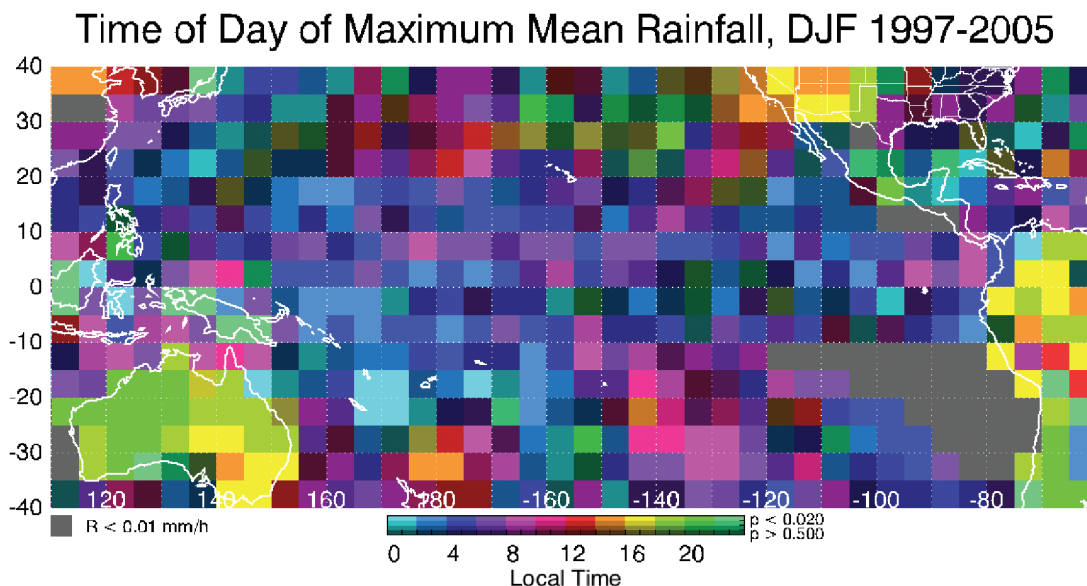 Time of Day of Maximum Mean Rainfall, DJF 1997-2005
40
30
20
10
0
-10
-20
-30
-40
120 140 160 180 -160 -140 -120 -100 -80
R < 0.01 mm/h
p < 0.020
p > 0.500
0 4 8 12 16 20
Local Time